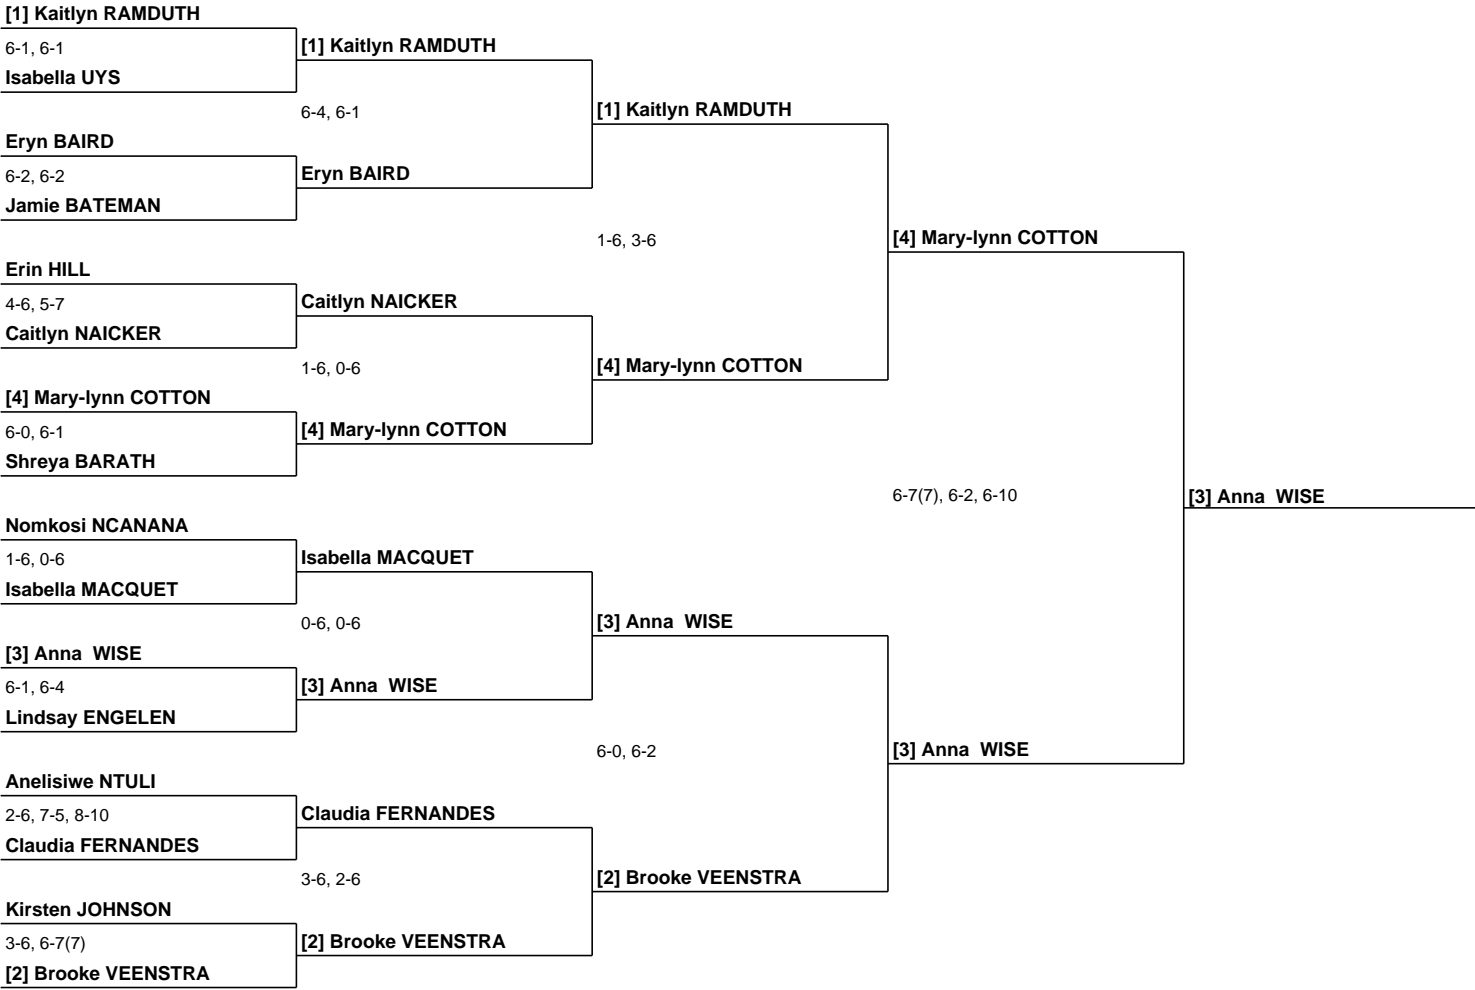 [1] Kaitlyn RAMDUTH
6-1, 6-1
[1] Kaitlyn RAMDUTH
Isabella UYS
6-4, 6-1
[1] Kaitlyn RAMDUTH
Eryn BAIRD
6-2, 6-2
Eryn BAIRD
Jamie BATEMAN
1-6, 3-6
[4] Mary-lynn COTTON
Erin HILL
4-6, 5-7
Caitlyn NAICKER
Caitlyn NAICKER
1-6, 0-6
[4] Mary-lynn COTTON
[4] Mary-lynn COTTON
6-0, 6-1
[4] Mary-lynn COTTON
Shreya BARATH
6-7(7), 6-2, 6-10
[3] Anna  WISE
Nomkosi NCANANA
1-6, 0-6
Isabella MACQUET
Isabella MACQUET
0-6, 0-6
[3] Anna  WISE
[3] Anna  WISE
6-1, 6-4
[3] Anna  WISE
Lindsay ENGELEN
6-0, 6-2
[3] Anna  WISE
Anelisiwe NTULI
2-6, 7-5, 8-10
Claudia FERNANDES
Claudia FERNANDES
3-6, 2-6
[2] Brooke VEENSTRA
Kirsten JOHNSON
3-6, 6-7(7)
[2] Brooke VEENSTRA
[2] Brooke VEENSTRA